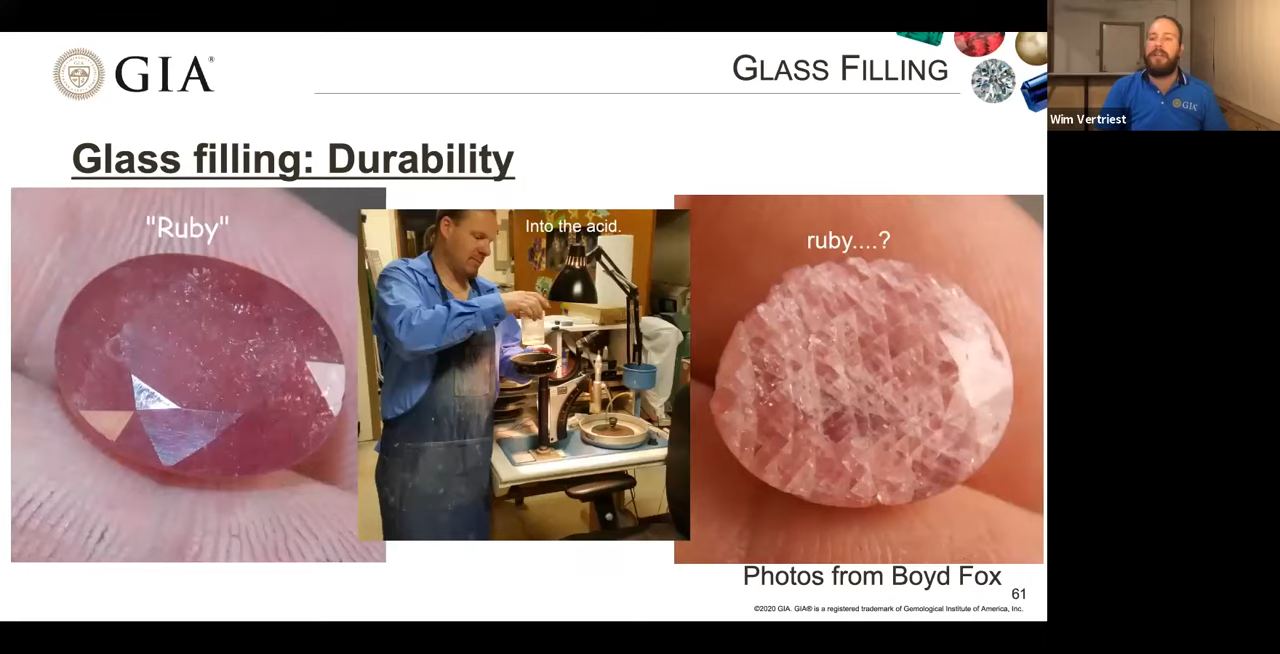 GIA®
GLASS FILLING
Wim Vertriest
GIA
Glass filling: Durability
"Ruby"
Into the acid.
ruby....?
Photos from Boyd Fox
61
©2020 GIA. GIA® is a registered trademark of Gemological Institute of America, Inc.